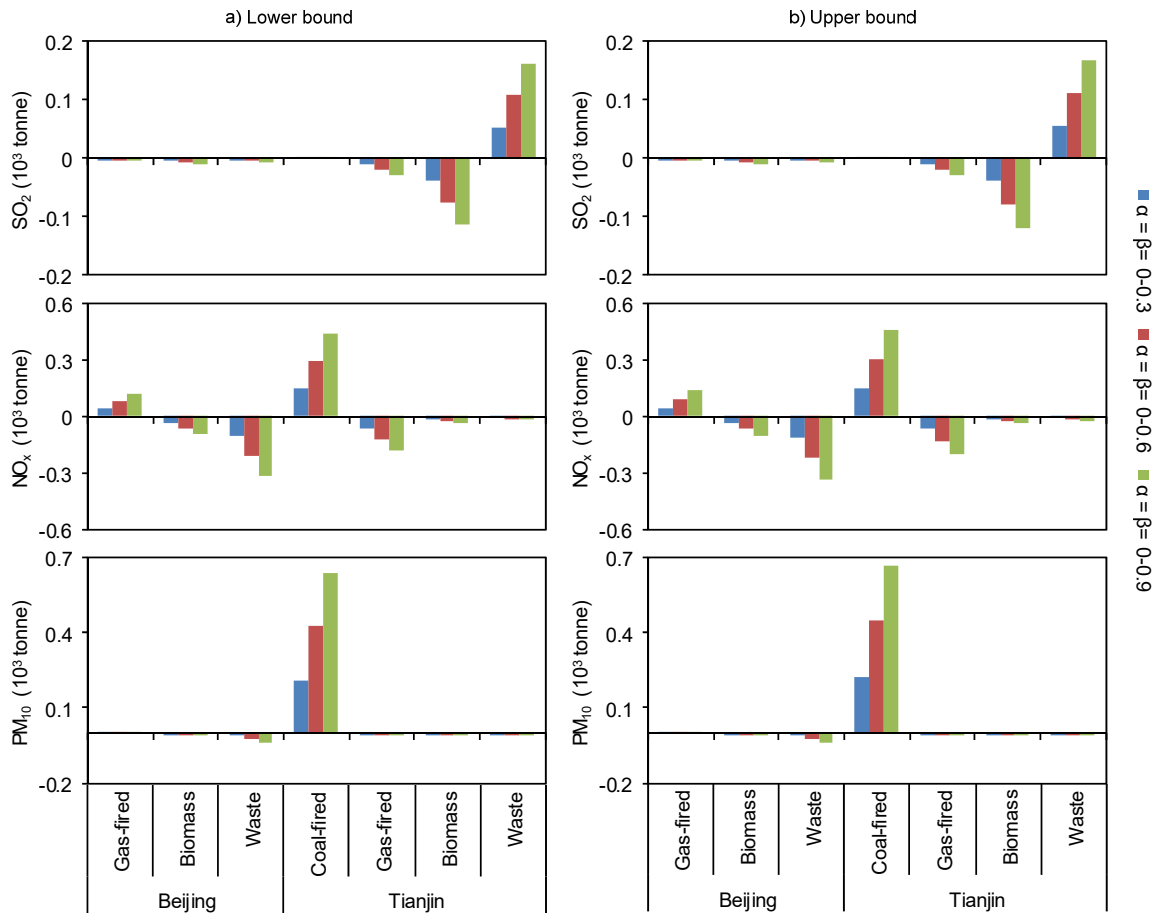 a) Lower bound
SO₂ (10³ tonne)
0.2
0.1
0
-0.1
-0.2
NOₓ (10³ tonne)
0.6
0.3
0
-0.3
-0.6
PM₁₀ (10³ tonne)
0.7
0.4
0.1
-0.2
Gas-fired
Biomass
Waste
Coal-fired
Gas-fired
Biomass
Waste
Beijing
Tianjin
b) Upper bound
SO₂ (10³ tonne)
0.2
0.1
0
-0.1
-0.2
NOₓ (10³ tonne)
0.6
0.3
0
-0.3
-0.6
PM₁₀ (10³ tonne)
0.7
0.4
0.1
-0.2
Gas-fired
Biomass
Waste
Coal-fired
Gas-fired
Biomass
Waste
Beijing
Tianjin
α = β= 0-0.3
α = β= 0-0.6
α = β= 0-0.9